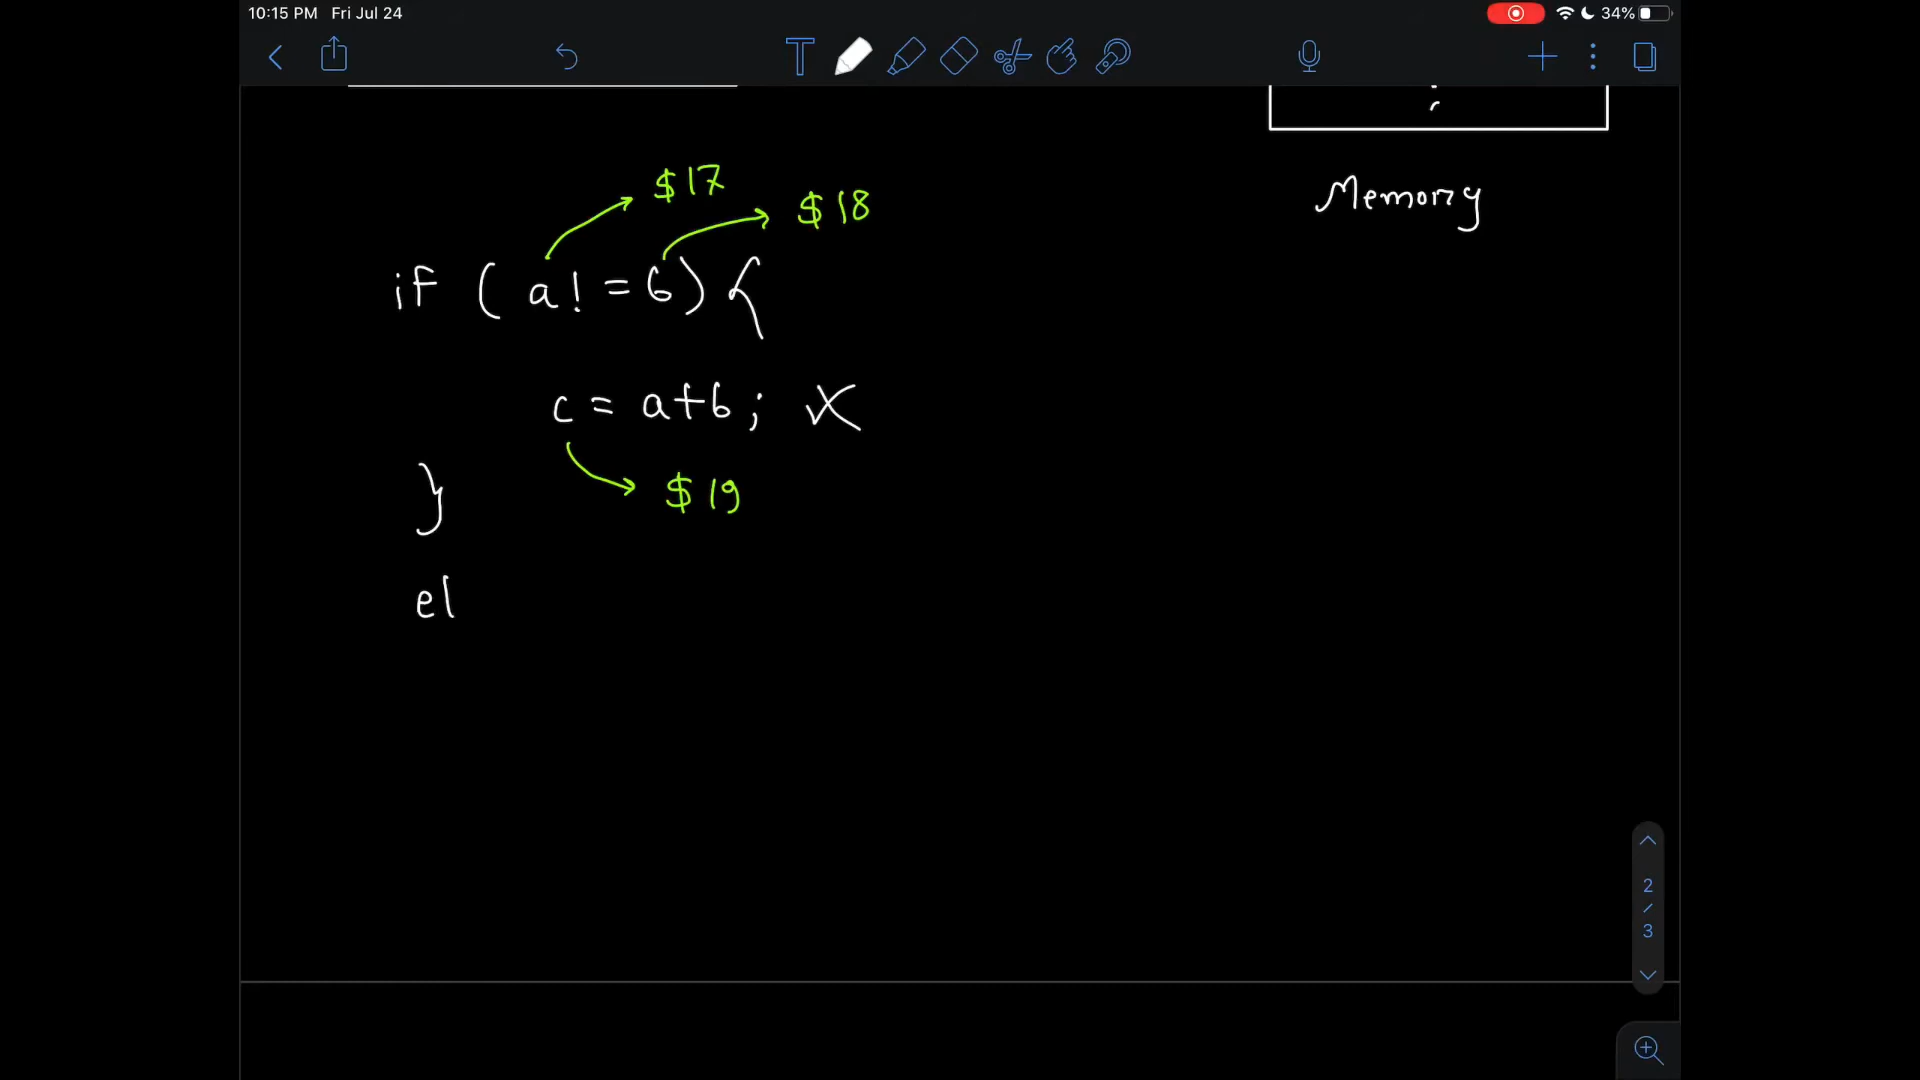 10:15 PM Fri Jul 24
34%
T
Memory
$17
$18
if (a!=b) {
c = a+b; X
$19
}
el
2
/
3